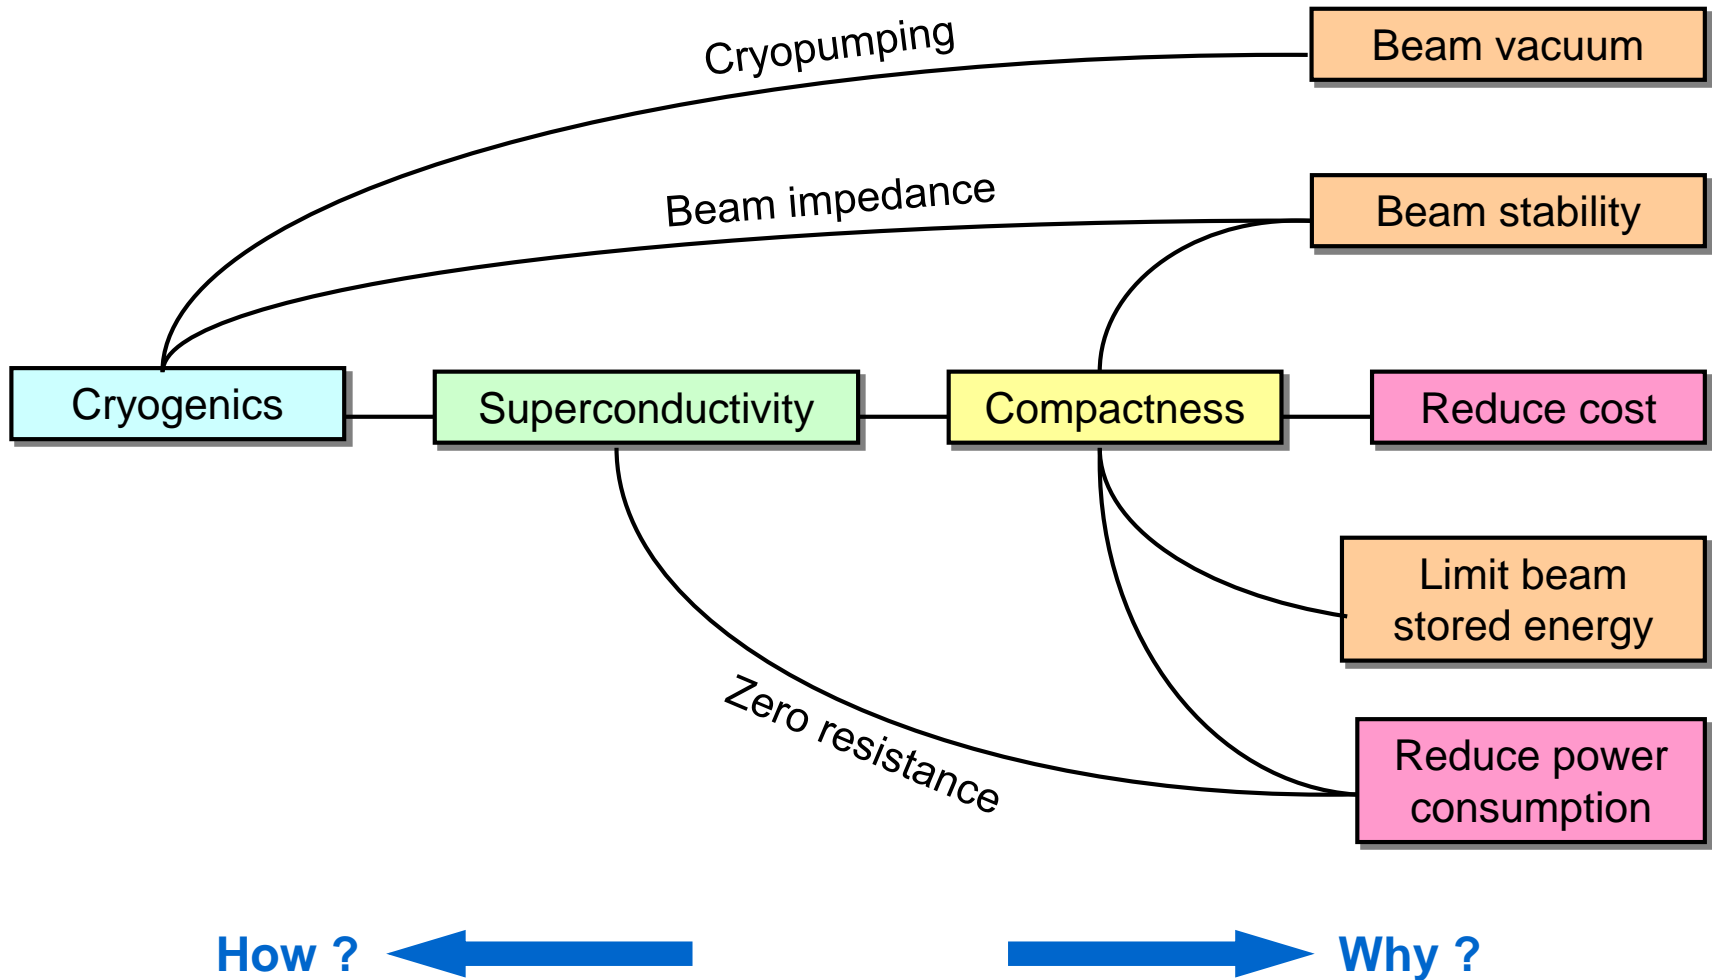 Cryopumping
Beam vacuum
Beam impedance
Beam stability
Cryogenics
Superconductivity
Compactness
Reduce cost
Limit beam
stored energy
Zero resistance
Reduce power
consumption
How ?
Why ?